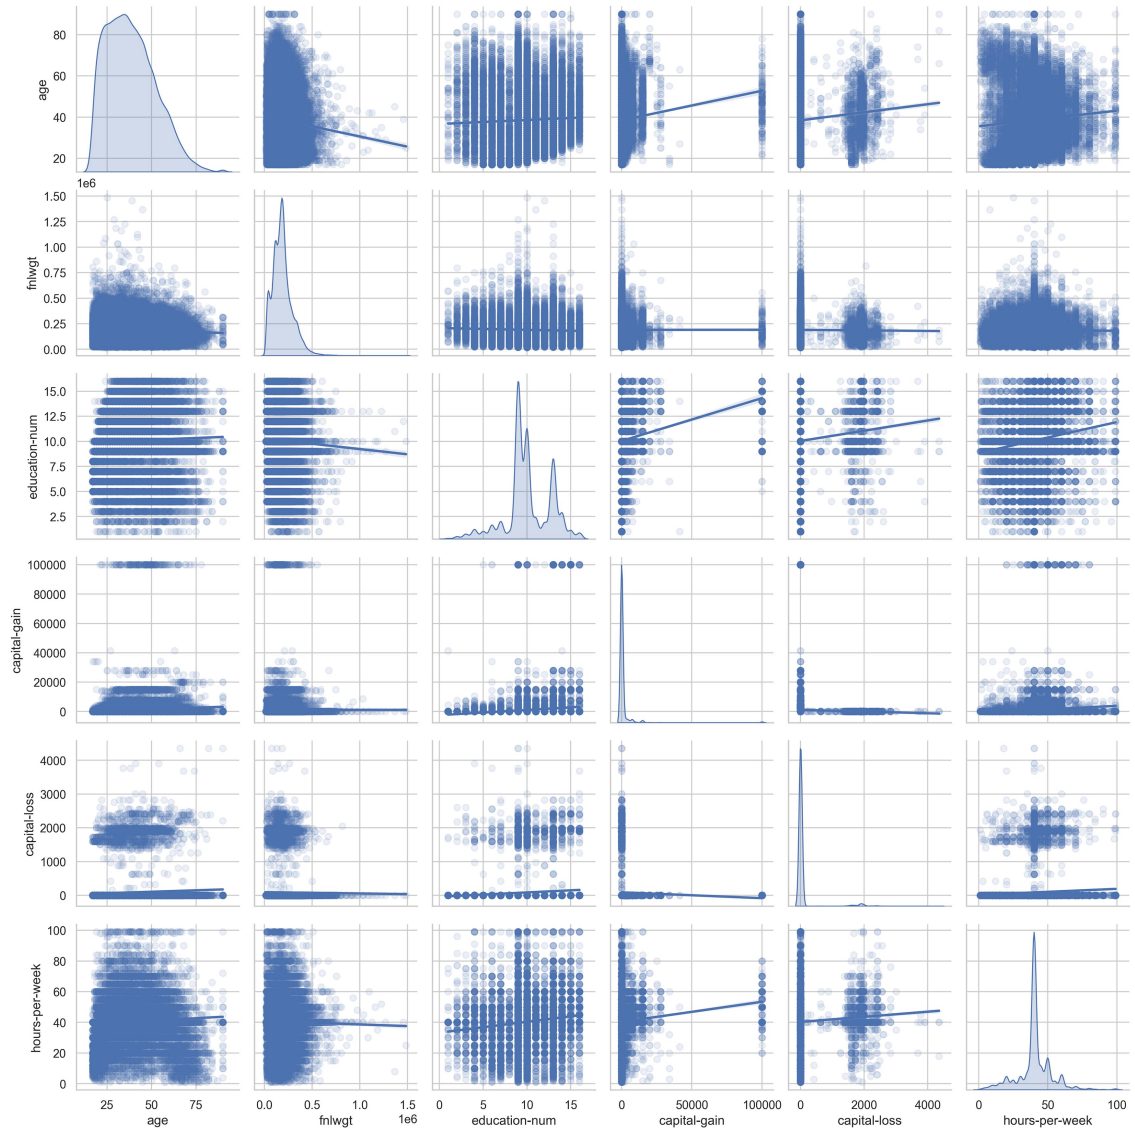 80
60
40
20
age
1e6
1.50
1.25
1.00
0.75
0.50
0.25
0.00
fnlwgt
15.0
12.5
10.0
7.5
5.0
2.5
education-num
100000
80000
60000
40000
20000
0
capital-gain
4000
3000
2000
1000
0
capital-loss
100
80
60
40
20
0
hours-per-week
25 50 75
0.0 0.5 1.0 1.5
0 5 10 15
0 50000 100000
0 2000 4000
0 50 100
1e6
age fnlwgt education-num capital-gain capital-loss hours-per-week